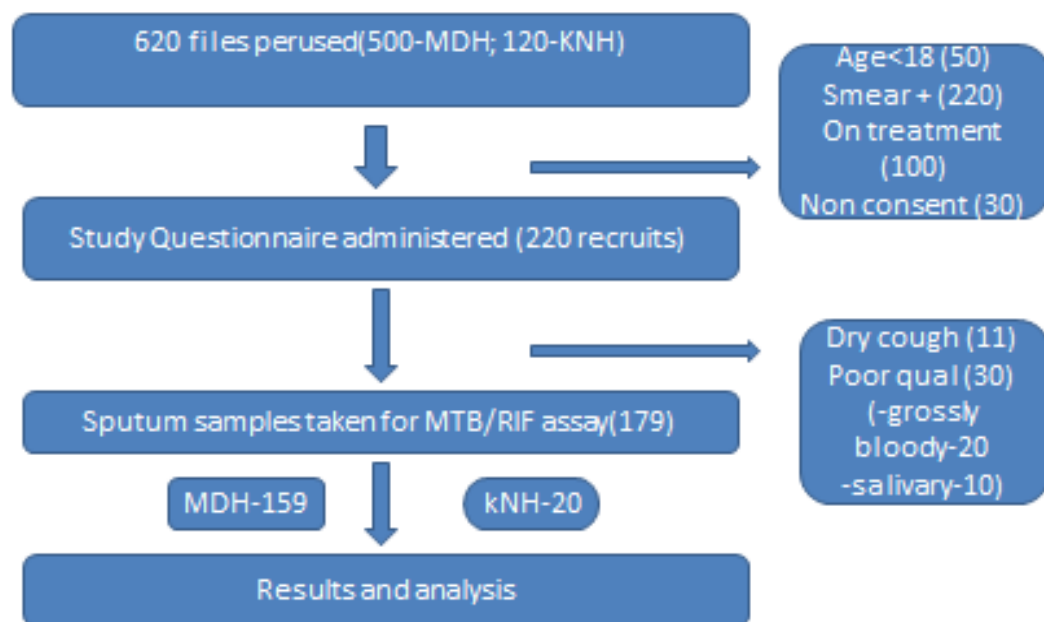 620 files perused(500-MDH; 120-KNH)
Age<18 (50)
Smear + (220)
On treatment
(100)
Non consent (30)
Study Questionnaire administered (220 recruits)
Dry cough (11)
Poor qual (30)
(-grossly
bloody-20
-salivary-10)
Sputum samples taken for MTB/RIF assay(179)
MDH-159
kNH-20
Results and analysis